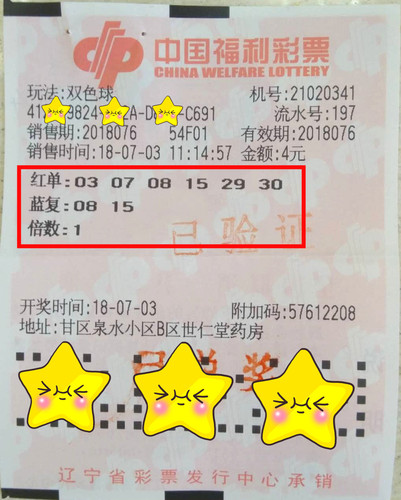 中国福利彩票
CHINA WELFARE LOTTERY
玩法:双色球 机号:21020341
流水号:197
销售期:2018076 54F01 有效期:2018076
销售时间:18-07-03 11:14:57 金额:4元
红单:03 07 08 15 29 30
蓝复:08 15
倍数:1
已验证
开奖时间:18-07-03 附加码:57612208
地址:甘区泉水小区B区世仁堂药房
辽宁省彩票发行中心承销